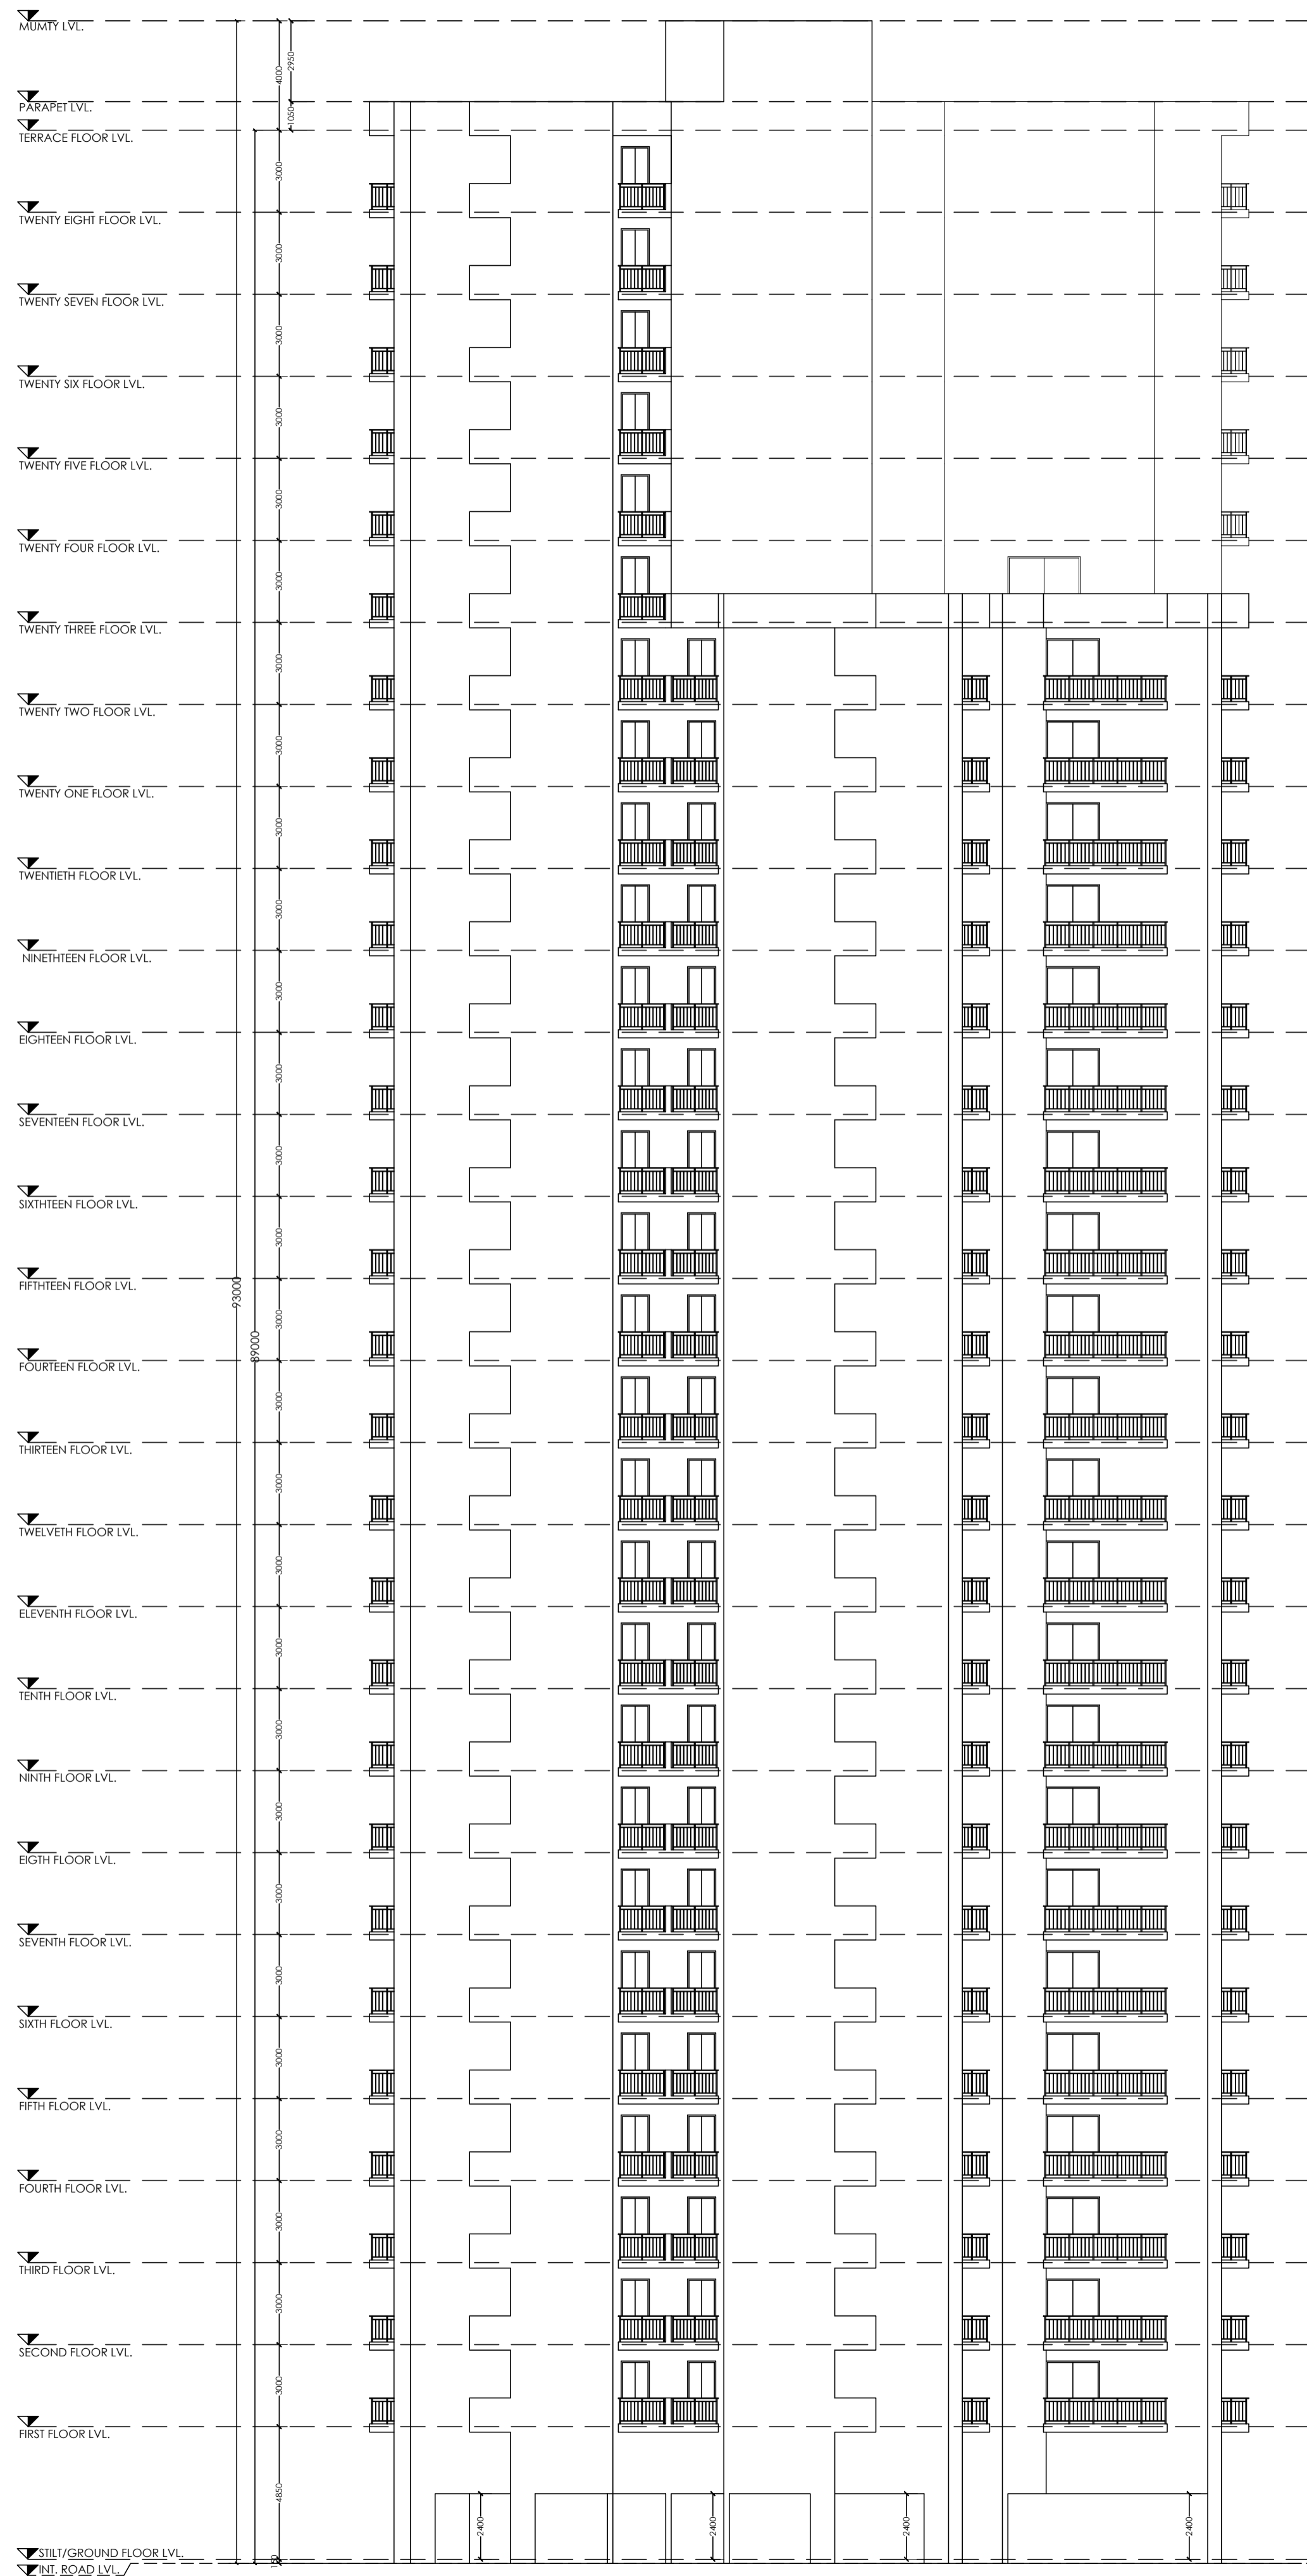 MUMTY LVL.
4000
2950
PARAPET LVL.
1050
TERRACE FLOOR LVL.
3000
TWENTY EIGHT FLOOR LVL.
3000
TWENTY SEVEN FLOOR LVL.
3000
TWENTY SIX FLOOR LVL.
3000
TWENTY FIVE FLOOR LVL.
3000
TWENTY FOUR FLOOR LVL.
3000
TWENTY THREE FLOOR LVL.
3000
TWENTY TWO FLOOR LVL.
3000
TWENTY ONE FLOOR LVL.
3000
TWENTIETH FLOOR LVL.
3000
NINETHTEEN FLOOR LVL.
3000
EIGHTEEN FLOOR LVL.
3000
SEVENTEEN FLOOR LVL.
3000
SIXTHTEEN FLOOR LVL.
3000
FIFTHTEEN FLOOR LVL.
93000
3000
89000
FOURTEEN FLOOR LVL.
3000
THIRTEEN FLOOR LVL.
3000
TWELVETH FLOOR LVL.
3000
ELEVENTH FLOOR LVL.
3000
TENTH FLOOR LVL.
3000
NINTH FLOOR LVL.
3000
EIGTH FLOOR LVL.
3000
SEVENTH FLOOR LVL.
3000
SIXTH FLOOR LVL.
3000
FIFTH FLOOR LVL.
3000
FOURTH FLOOR LVL.
3000
THIRD FLOOR LVL.
3000
SECOND FLOOR LVL.
3000
FIRST FLOOR LVL.
4850
2400
2400
2400
2400
STILT/GROUND FLOOR LVL.
INT. ROAD LVL.